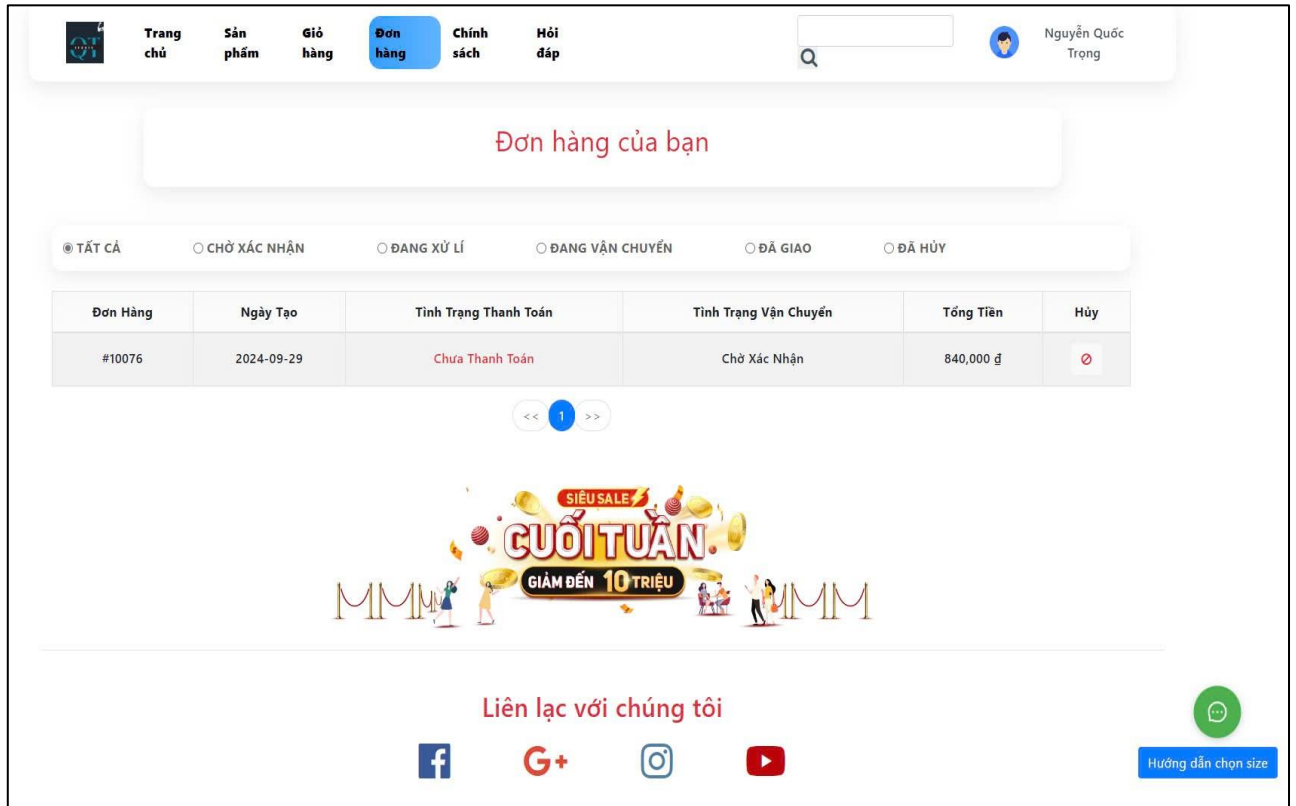 QT
SPORTS
Trang chủ
Sản phẩm
Giỏ hàng
Đơn hàng
Chính sách
Hỏi đáp
Nguyễn Quốc
Trọng
Đơn hàng của bạn
TẤT CẢ CHỜ XÁC NHẬN ĐANG XỬ LÍ ĐANG VẬN CHUYỂN ĐÃ GIAO ĐÃ HỦY
Đơn Hàng Ngày Tạo Tình Trạng Thanh Toán Tình Trạng Vận Chuyển Tổng Tiền Hủy
#10076 2024-09-29 Chưa Thanh Toán Chờ Xác Nhận 840,000 ₫
<< 1 >>
SIÊU SALE
CUỐI TUẦN
GIẢM ĐẾN 10 TRIỆU
Liên lạc với chúng tôi
Hướng dẫn chọn size